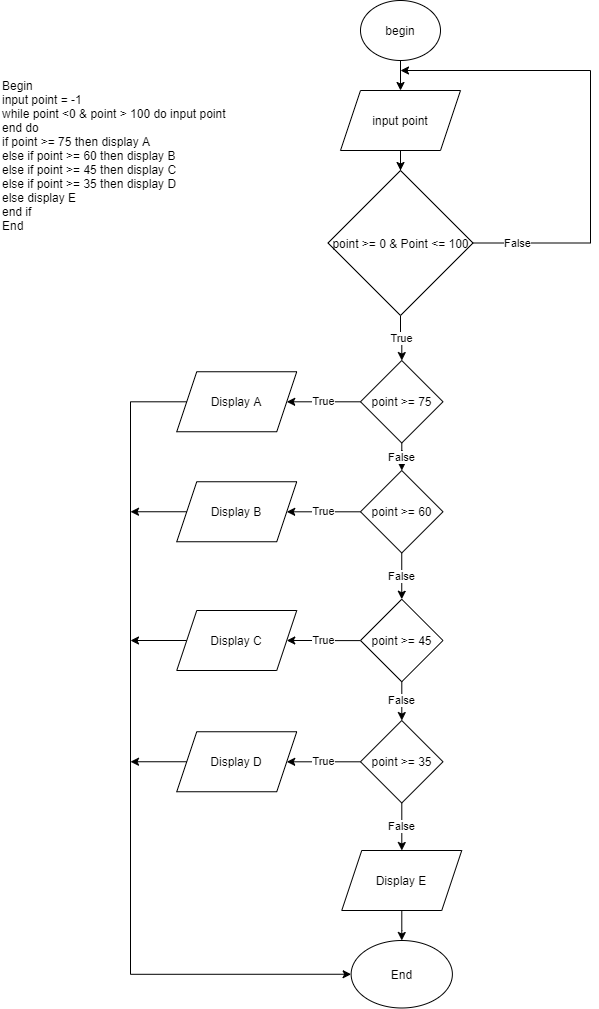 begin
Begin
input point = -1
while point <0 & point > 100 do input point
end do
if point >= 75 then display A
else if point >= 60 then display B
else if point >= 45 then display C
else if point >= 35 then display D
else display E
end if
End
input point
point >= 0 & Point <= 100
False
True
Display A
True
point >= 75
False
Display B
True
point >= 60
False
Display C
True
point >= 45
False
Display D
True
point >= 35
False
Display E
End